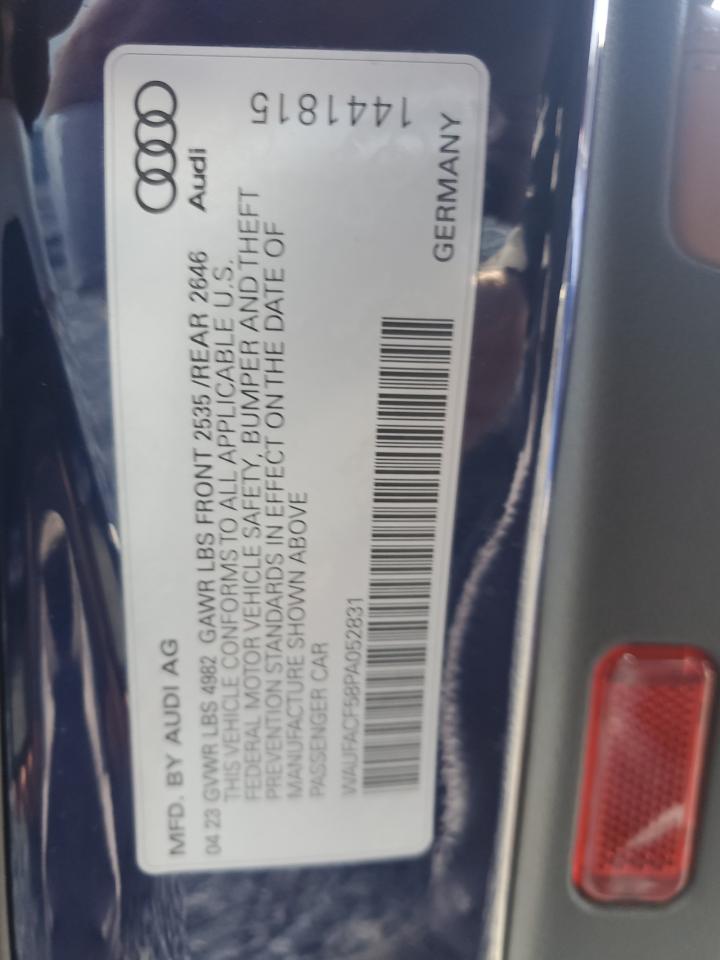 MFD. BY AUDI AG
Audi
04 23 GVWR LBS 4982 GAWR LBS FRONT 2535 /REAR 2646
THIS VEHICLE CONFORMS TO ALL APPLICABLE U.S.
FEDERAL MOTOR VEHICLE SAFETY, BUMPER AND THEFT
PREVENTION STANDARDS IN EFFECT ON THE DATE OF
MANUFACTURE SHOWN ABOVE
PASSENGER CAR
WAUFACF58PA052831
GERMANY
1441815